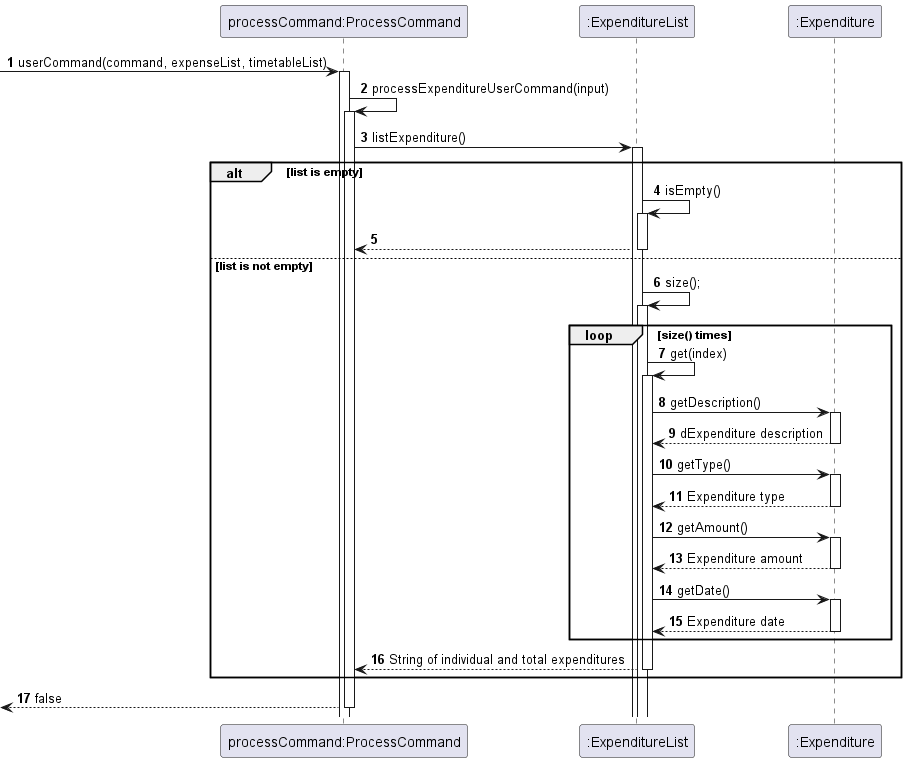 processCommand:ProcessCommand
:ExpenditureList
:Expenditure
1 userCommand(command, expenseList, timetableList)
2 processExpenditureUserCommand(input)
3 listExpenditure()
alt
[list is empty]
4 isEmpty()
5
[list is not empty]
6 size();
loop
[size() times]
7 get(index)
8 getDescription()
9 dExpenditure description
10 getType()
11 Expenditure type
12 getAmount()
13 Expenditure amount
14 getDate()
15 Expenditure date
16 String of individual and total expenditures
17 false
processCommand:ProcessCommand
:ExpenditureList
:Expenditure